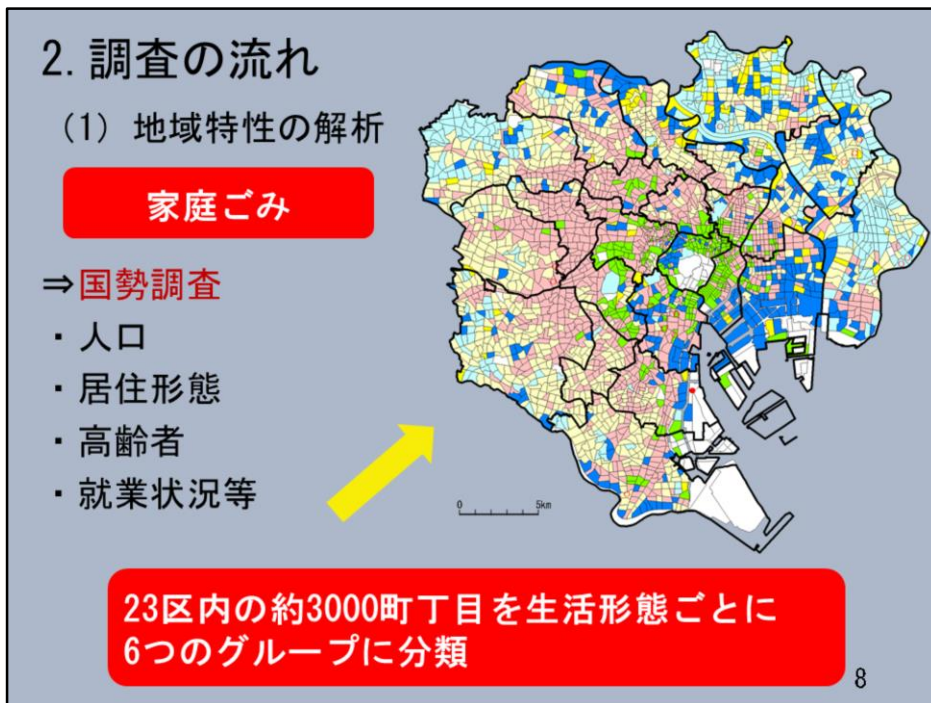 2. 調査の流れ
(1) 地域特性の解析
家庭ごみ
⇒国勢調査
・人口
・居住形態
・高齢者
・就業状況等
0 5km
23区内の約3000町丁目を生活形態ごとに
6つのグループに分類
8